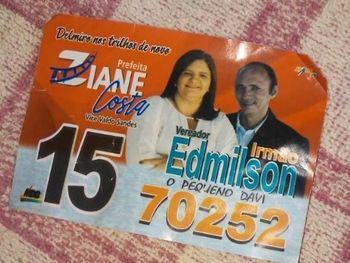 Delmiro nos trilhos de novo
Prefeita
ZIANE
Costa
Vice Valdo Sandes
15
Vereador
Irmão
Edmilson
O PEQUENO DAVI
70252